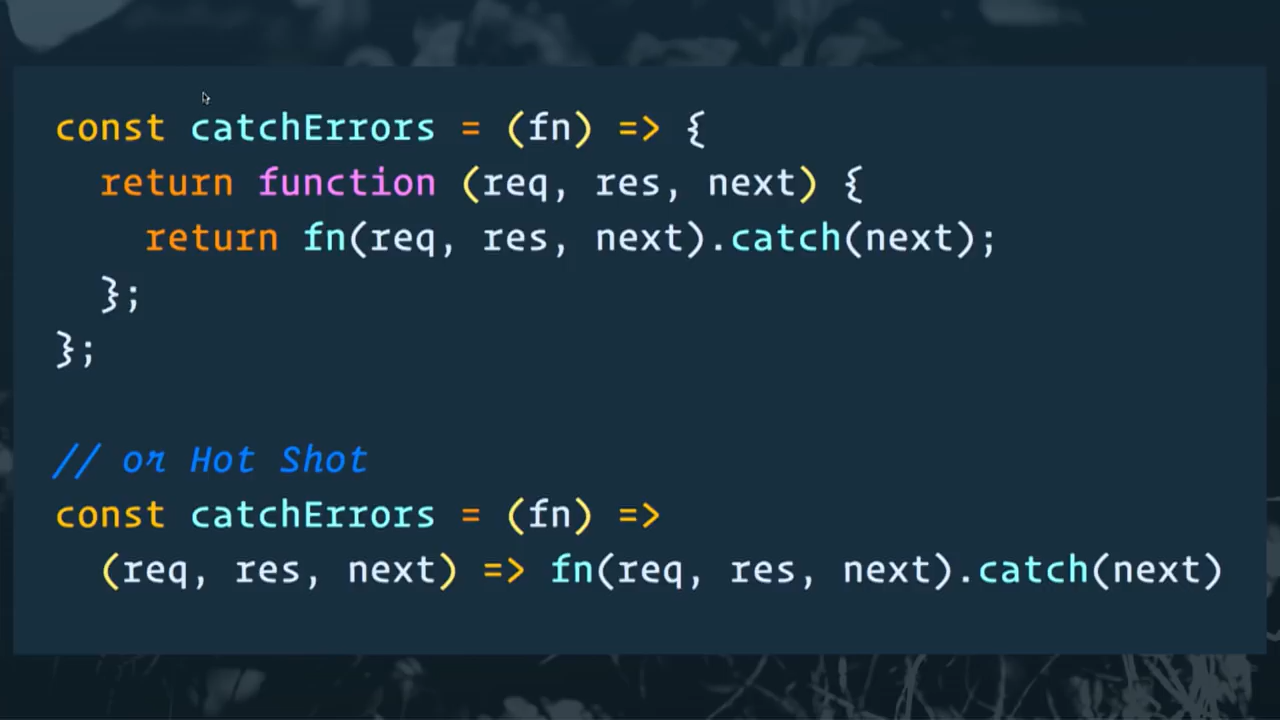 const catchErrors = (fn) => {
  return function (req, res, next) {
    return fn(req, res, next).catch(next);
  };
};
// or Hot Shot
const catchErrors = (fn) =>
  (req, res, next) => fn(req, res, next).catch(next)